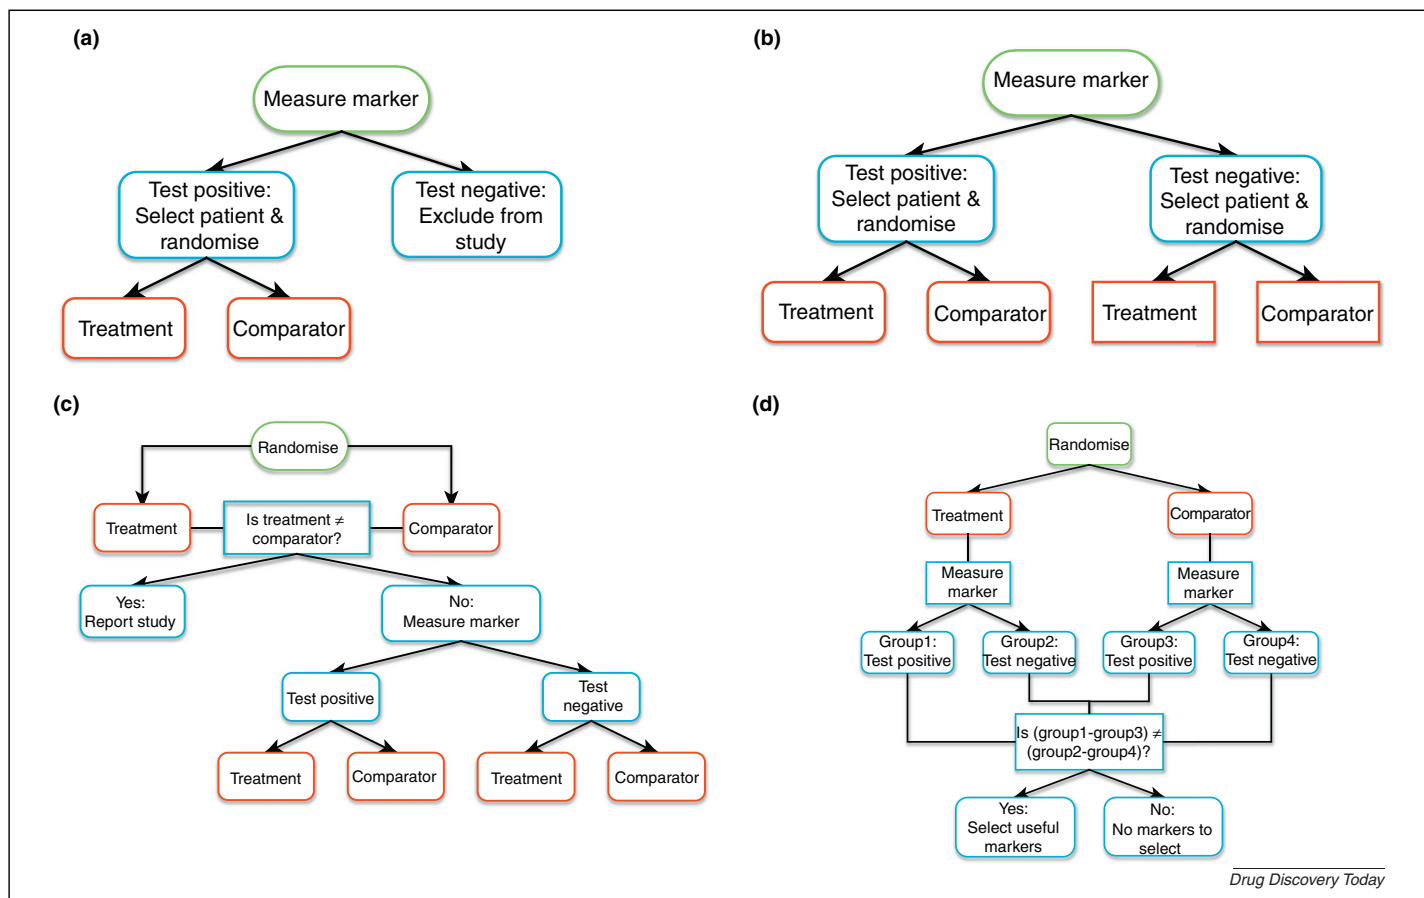 (a)
Measure marker
Test positive:
Select patient &
randomise
Test negative:
Exclude from
study
Treatment
Comparator
(b)
Measure marker
Test positive:
Select patient &
randomise
Test negative:
Select patient &
randomise
Treatment
Comparator
Treatment
Comparator
(c)
Randomise
Treatment
Is treatment ≠
comparator?
Comparator
Yes:
Report study
No:
Measure marker
Test positive
Test
negative
Treatment
Comparator
Treatment
Comparator
(d)
Randomise
Treatment
Comparator
Measure
marker
Measure
marker
Group1:
Test positive
Group2:
Test negative
Group3:
Test positive
Group4:
Test negative
Is (group1-group3) ≠
(group2-group4)?
Yes:
Select useful
markers
No:
No markers to
select
Drug Discovery Today